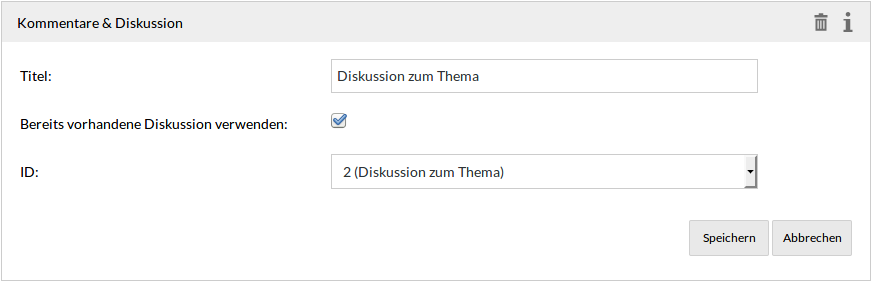 Kommentare & Diskussion
Titel: Diskussion zum Thema
Bereits vorhandene Diskussion verwenden:
ID: 2 (Diskussion zum Thema)
Speichern Abbrechen